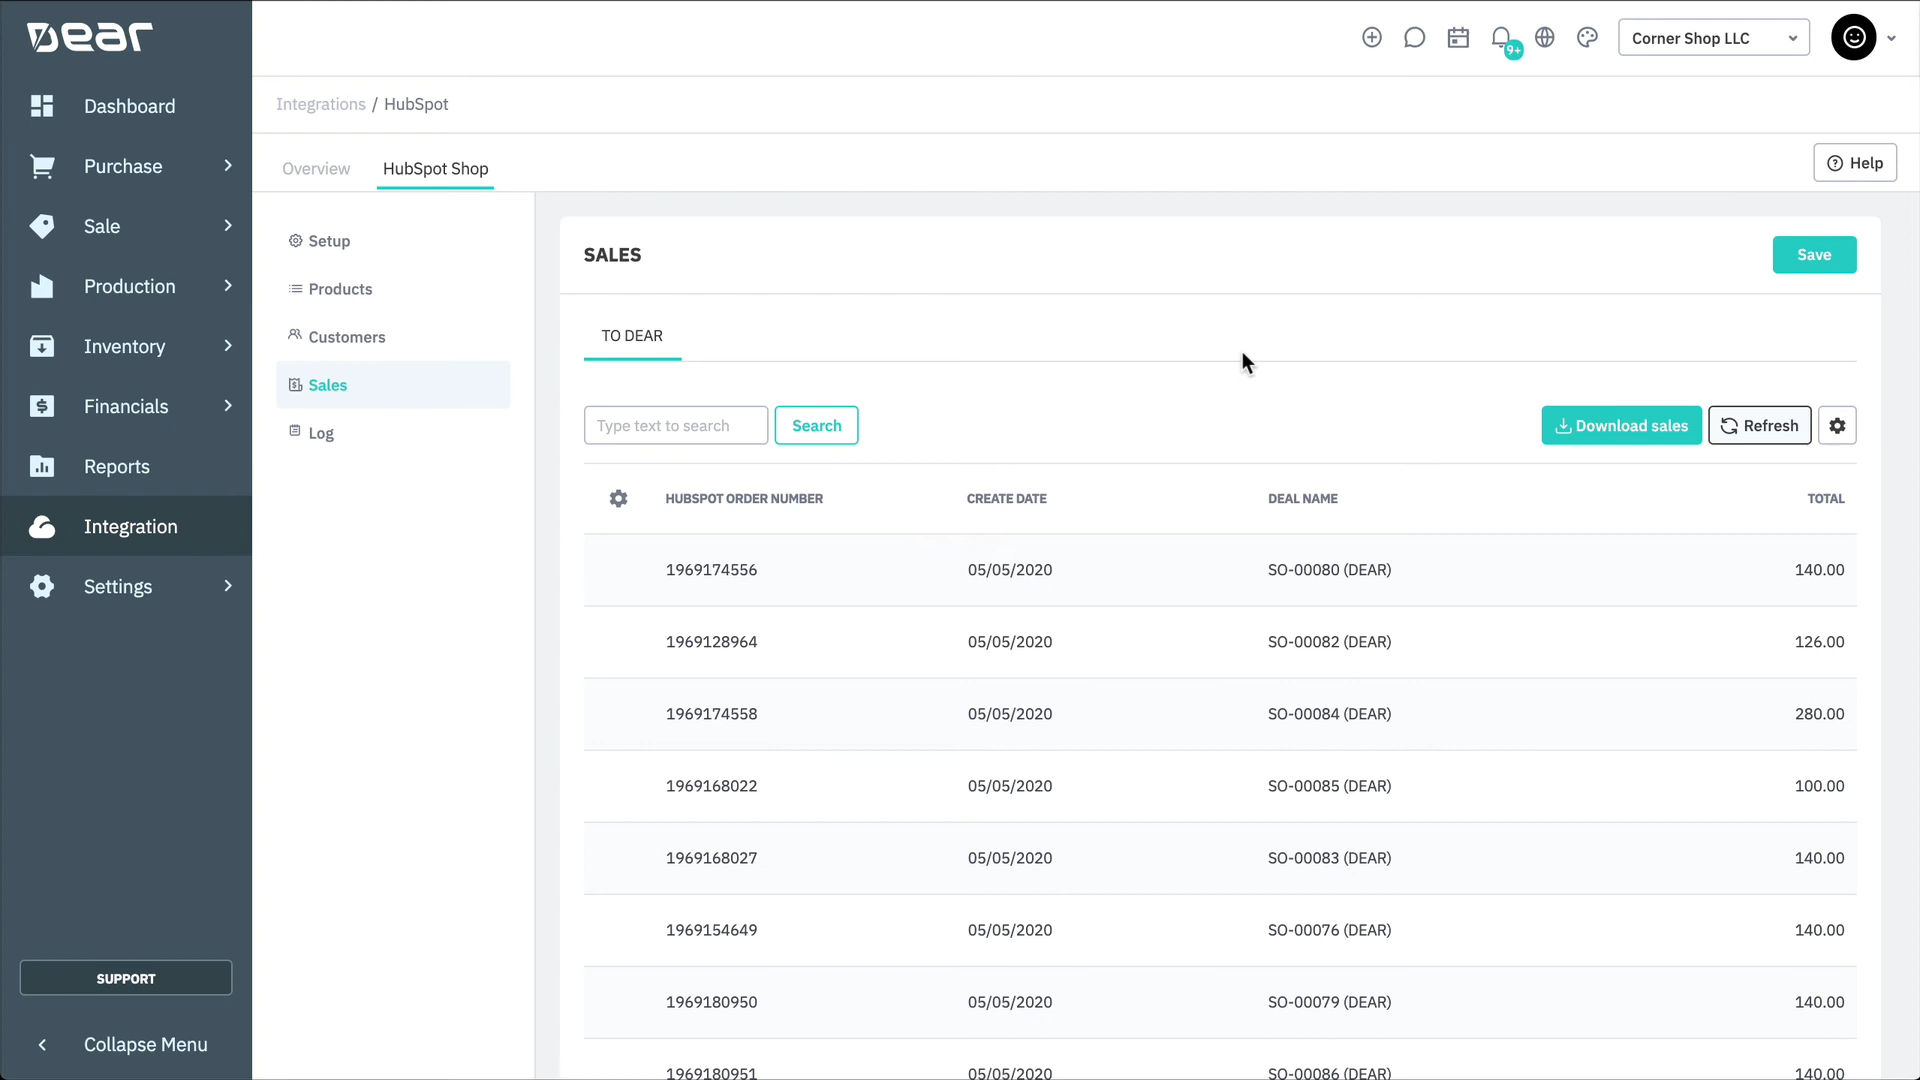 Dear
9+
Corner Shop LLC
Dashboard
Purchase
Sale
Production
Inventory
Financials
Reports
Integration
Settings
SUPPORT
Collapse Menu
Integrations / HubSpot
Overview HubSpot Shop
Help
Setup
Products
Customers
Sales
Log
SALES
Save
TO DEAR
Type text to search Search Download sales Refresh
HUBSPOT ORDER NUMBER CREATE DATE DEAL NAME TOTAL
1969174556 05/05/2020 SO-00080 (DEAR) 140.00
1969128964 05/05/2020 SO-00082 (DEAR) 126.00
1969174558 05/05/2020 SO-00084 (DEAR) 280.00
1969168022 05/05/2020 SO-00085 (DEAR) 100.00
1969168027 05/05/2020 SO-00083 (DEAR) 140.00
1969154649 05/05/2020 SO-00076 (DEAR) 140.00
1969180950 05/05/2020 SO-00079 (DEAR) 140.00
1969180951 05/05/2020 SO-00086 (DEAR) 140.00